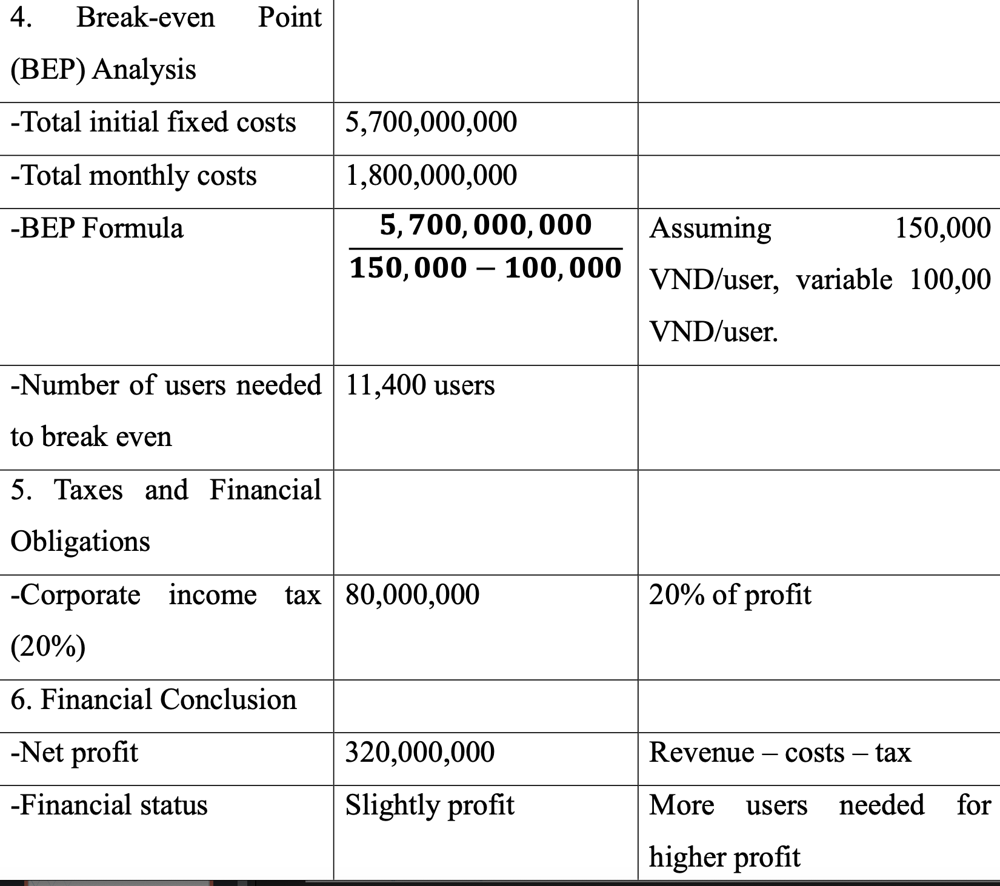 4. Break-even Point
(BEP) Analysis
-Total initial fixed costs 5,700,000,000
-Total monthly costs 1,800,000,000
-BEP Formula
5,700,000,000
150,000 – 100,000
Assuming 150,000
VND/user, variable 100,00
VND/user.
-Number of users needed
to break even
11,400 users
5. Taxes and Financial
Obligations
-Corporate income tax
(20%)
80,000,000
20% of profit
6. Financial Conclusion
-Net profit 320,000,000 Revenue – costs – tax
-Financial status
Slightly profit
More users needed for
higher profit